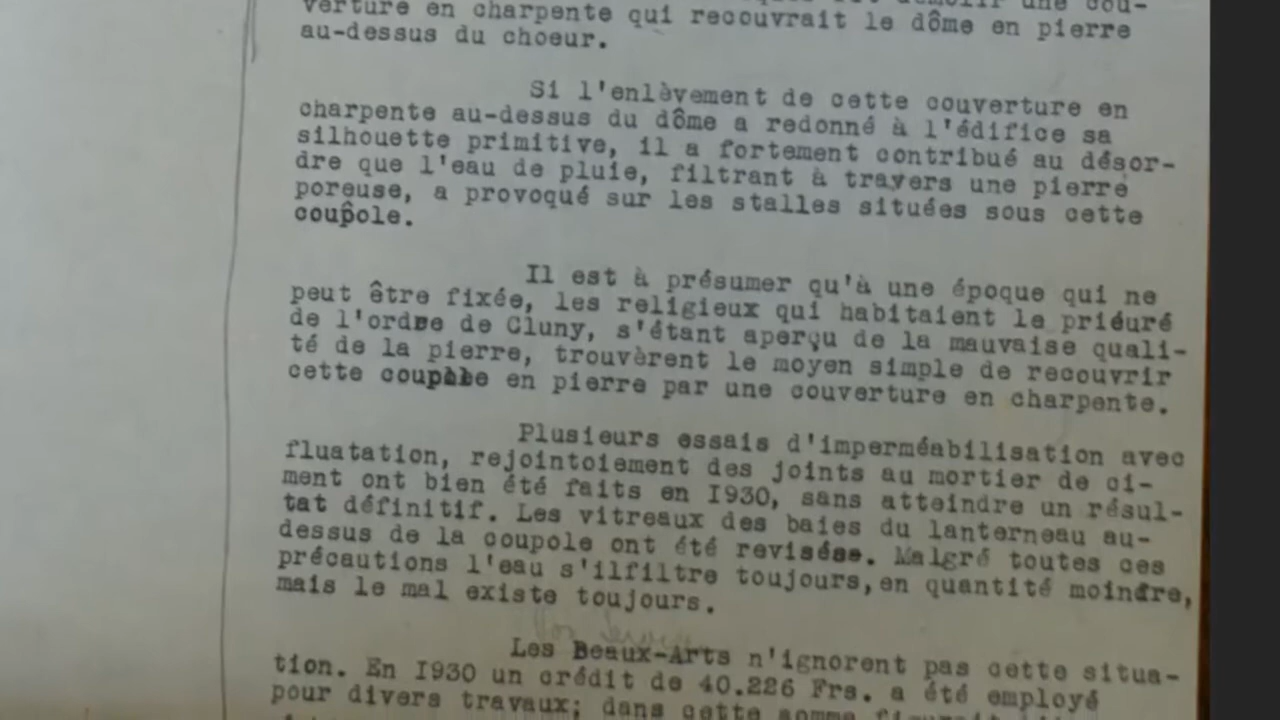 verture en charpente qui recouvrait le dôme en pierre
au-dessus du choeur.
Si l'enlèvement de cette couverture en
charpente au-dessus du dôme a redonné à l'édifice sa
silhouette primitive, il a fortement contribué au désor-
dre que l'eau de pluie, filtrant à travers une pierre
poreuse, a provoqué sur les stalles situées sous cette
coupole.
Il est à présumer qu'à une époque qui ne
peut être fixée, les religieux qui habitaient le prieuré
de l'ordre de Cluny, s'étant aperçu de la mauvaise quali-
té de la pierre, trouvèrent le moyen simple de recouvrir
cette coupole en pierre par une couverture en charpente.
Plusieurs essais d'imperméabilisation avec
fluatation, rejointoiement des joints au mortier de ci-
ment ont bien été faits en I930, sans atteindre un résul-
tat définitif. Les vitreaux des baies du lanterneau au-
dessus de la coupole ont été revisées. Malgré toutes ces
précautions l'eau s'ilfiltre toujours, en quantité moindre,
mais le mal existe toujours.
Les Beaux-Arts n'ignorent pas cette situa-
tion. En I930 un crédit de 40.226 Frs. a été employé
pour divers travaux; dans cette somme